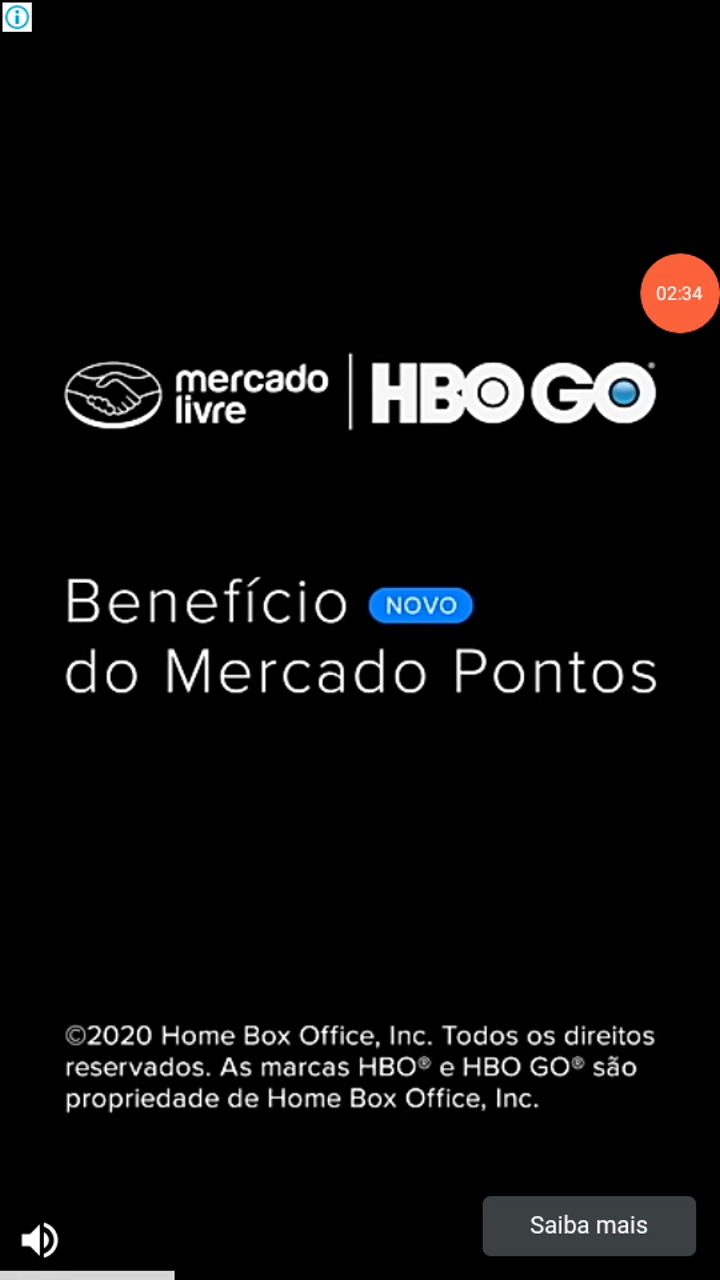 02:34
mercado
livre
HBO GO®
Benefício NOVO
do Mercado Pontos
©2020 Home Box Office, Inc. Todos os direitos
reservados. As marcas HBO® e HBO GO® são
propriedade de Home Box Office, Inc.
Saiba mais